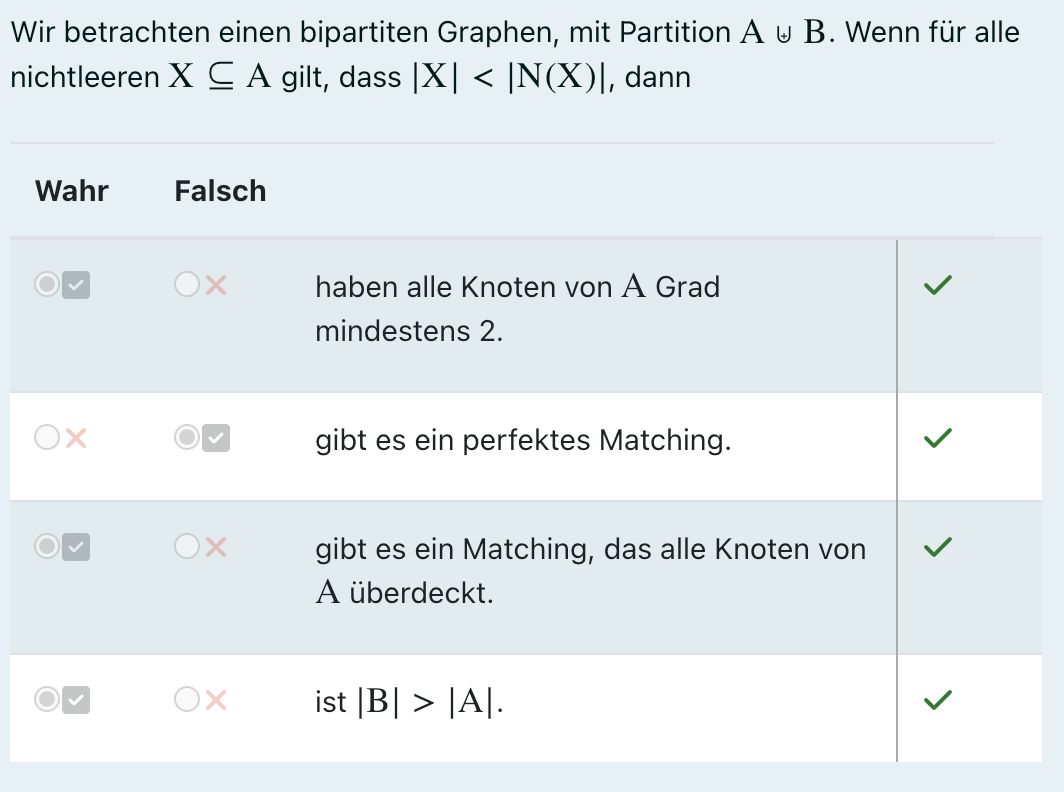 Wir betrachten einen bipartiten Graphen, mit Partition A ⊎ B. Wenn für alle
nichtleeren X ⊆ A gilt, dass |X| < |N(X)|, dann
Wahr Falsch
haben alle Knoten von A Grad
mindestens 2.
gibt es ein perfektes Matching.
gibt es ein Matching, das alle Knoten von
A überdeckt.
ist |B| > |A|.